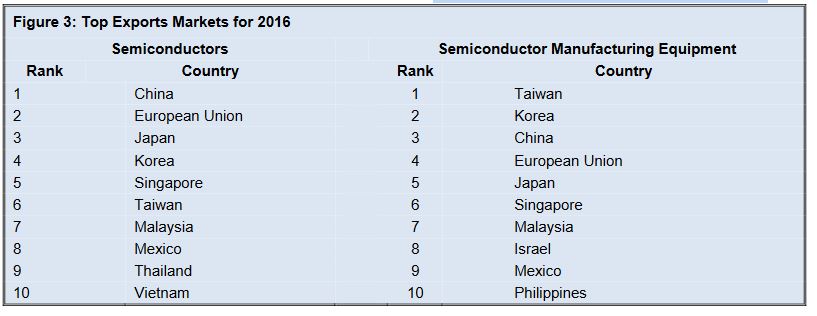 Figure 3: Top Exports Markets for 2016
Semiconductors Semiconductor Manufacturing Equipment
Rank Country Rank Country
1 China 1 Taiwan
2 European Union 2 Korea
3 Japan 3 China
4 Korea 4 European Union
5 Singapore 5 Japan
6 Taiwan 6 Singapore
7 Malaysia 7 Malaysia
8 Mexico 8 Israel
9 Thailand 9 Mexico
10 Vietnam 10 Philippines